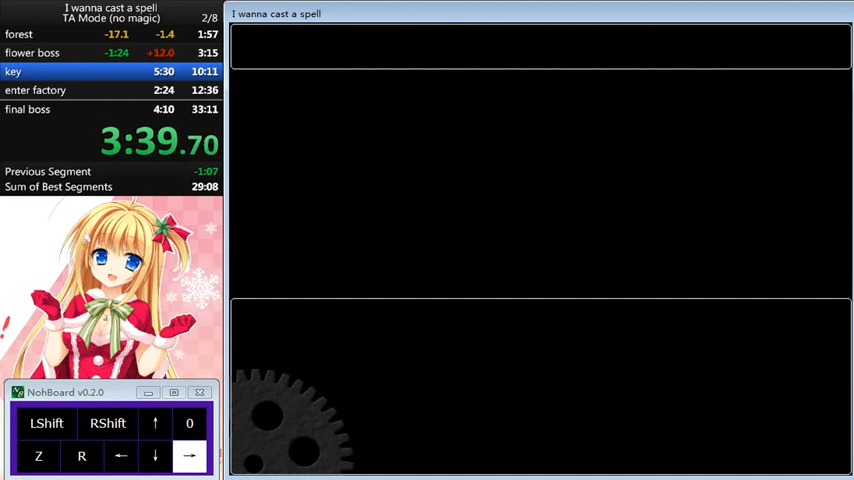 I wanna cast a spell
TA Mode (no magic) 2/8
forest -17.1 -1.4 1:57
flower boss -1:24 +12.0 3:15
key 5:30 10:11
enter factory 2:24 12:36
final boss 4:10 33:11
3:39.70
Previous Segment -1:07
Sum of Best Segments 29:08
NohBoard v0.2.0
LShift RShift ↑ 0
Z R ← ↓ →
I wanna cast a spell